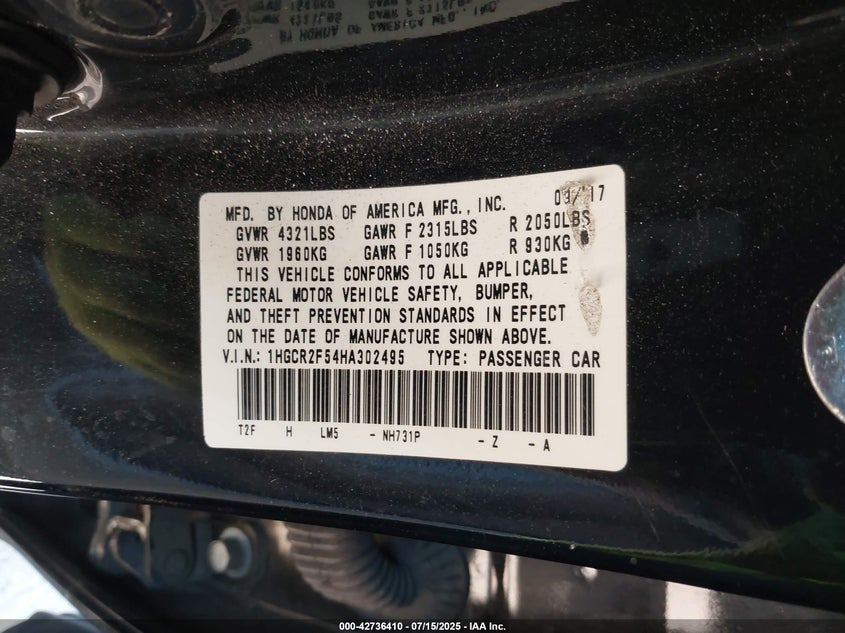 MFD. BY HONDA OF AMERICA MFG., INC. 03/17
GVWR 4321LBS GAWR F 2315LBS R 2050LBS
GVWR 1960KG GAWR F 1050KG R 930KG
THIS VEHICLE CONFORMS TO ALL APPLICABLE
FEDERAL MOTOR VEHICLE SAFETY, BUMPER,
AND THEFT PREVENTION STANDARDS IN EFFECT
ON THE DATE OF MANUFACTURE SHOWN ABOVE.
V.I.N.: 1HGCR2F54HA302495 TYPE: PASSENGER CAR
T2F H LM5 - NH731P - Z - A
000-42736410 - 07/15/2025 - IAA Inc.